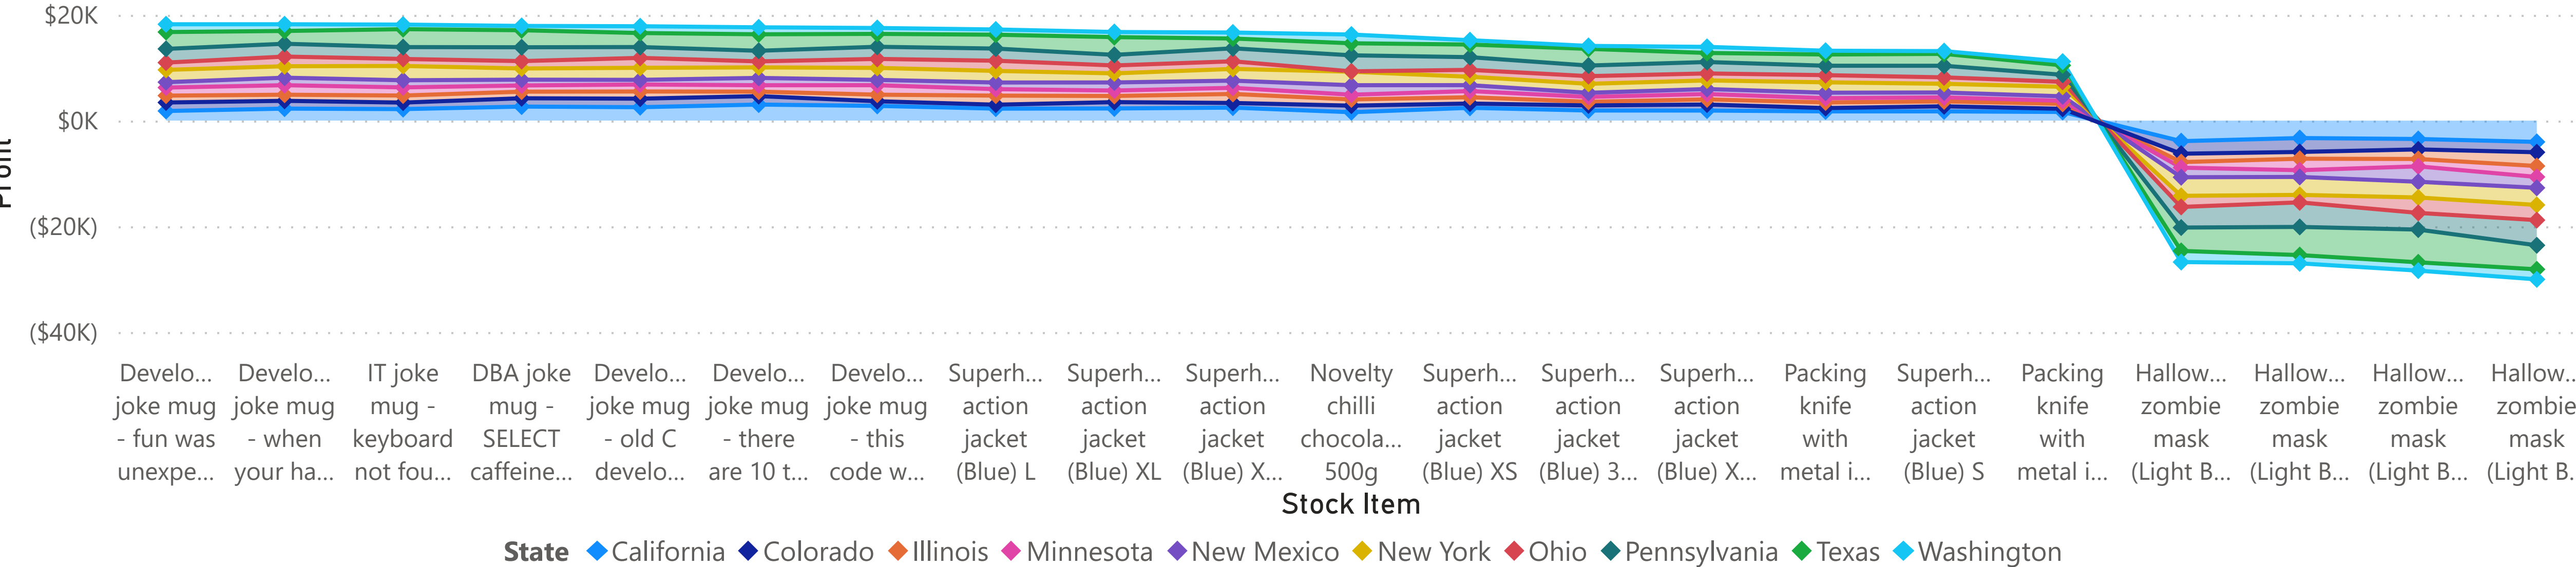 $20K
$0K
($20K)
($40K)
Profit
Develo... Develo... IT joke DBA joke Develo... Develo... Develo... Superh... Superh... Superh... Novelty Superh... Superh... Superh... Packing Superh... Packing Hallow... Hallow... Hallow... Hallow...
joke mug joke mug mug - mug - joke mug joke mug joke mug action action action chilli action action action knife action knife zombie zombie zombie zombie
- fun was - when keyboard SELECT - old C - there - this jacket jacket jacket chocola... jacket jacket jacket with jacket with mask mask mask mask
unexpe... your ha... not fou... caffeine... develo... are 10 t... code w... (Blue) L (Blue) XL (Blue) X... 500g (Blue) XS (Blue) 3... (Blue) X... metal i... (Blue) S metal i... (Light B... (Light B... (Light B... (Light B...
Stock Item
State California Colorado Illinois Minnesota New Mexico New York Ohio Pennsylvania Texas Washington